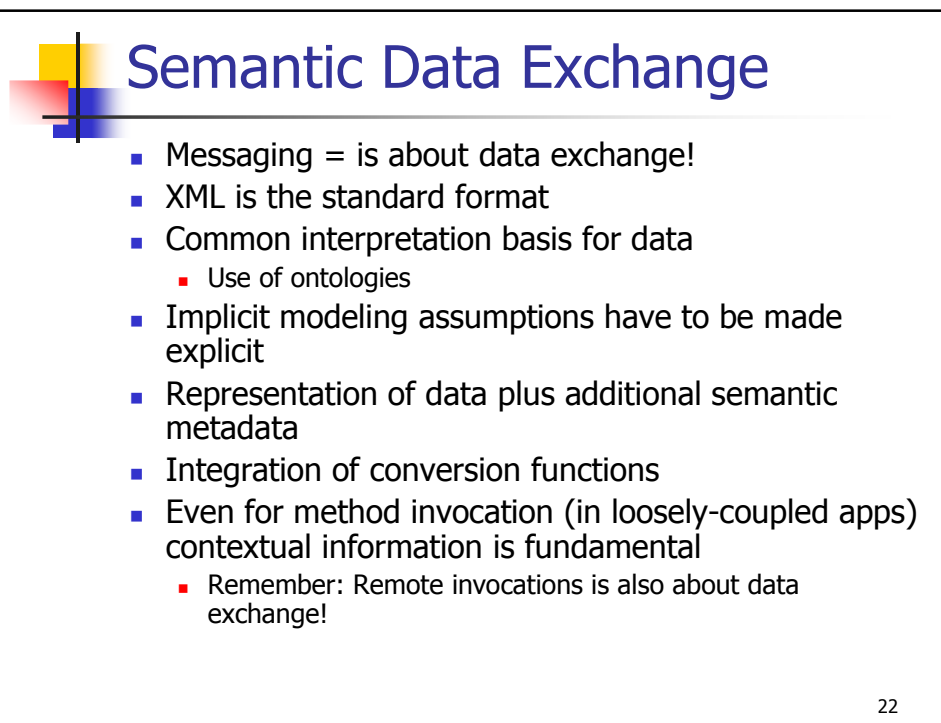 Semantic Data Exchange
Messaging = is about data exchange!
XML is the standard format
Common interpretation basis for data
Use of ontologies
Implicit modeling assumptions have to be made
explicit
Representation of data plus additional semantic
metadata
Integration of conversion functions
Even for method invocation (in loosely-coupled apps)
contextual information is fundamental
Remember: Remote invocations is also about data
exchange!
22